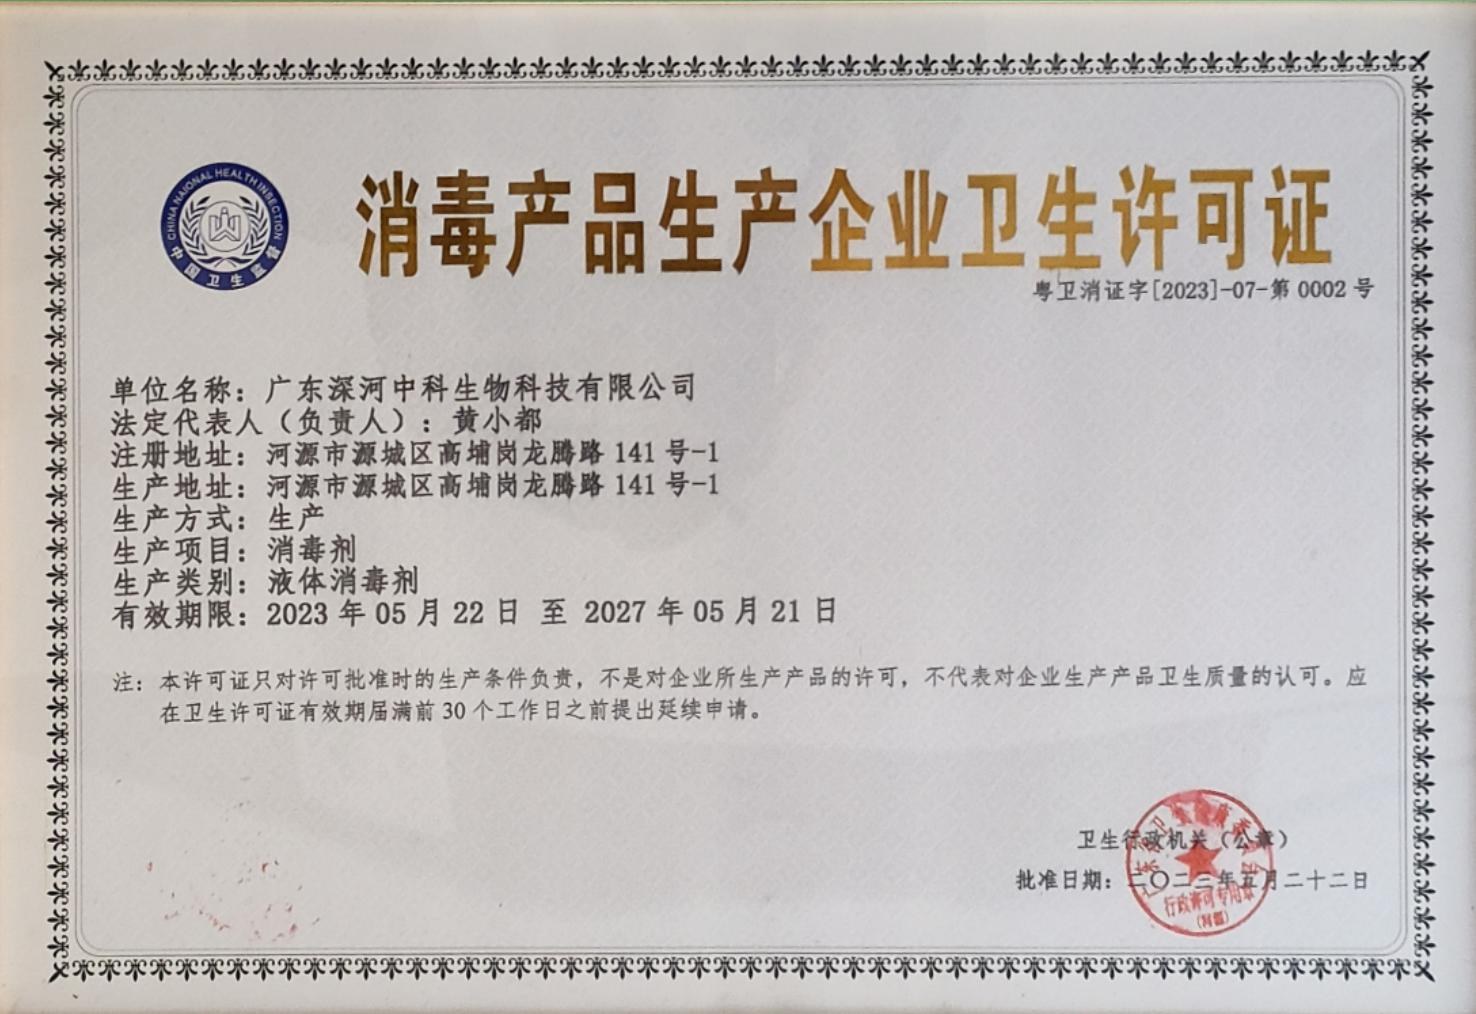 消毒产品生产企业卫生许可证
CHINA NAIONAL HEALTH INSECTION
中国卫生监督
粤卫消证字[2023]-07-第0002号
单位名称：广东深河中科生物科技有限公司
法定代表人（负责人）：黄小都
注册地址：河源市源城区高埔岗龙腾路141号-1
生产地址：河源市源城区高埔岗龙腾路141号-1
生产方式：生产
生产项目：消毒剂
生产类别：液体消毒剂
有效期限：2023年05月22日 至 2027年05月21日
注：本许可证只对许可批准时的生产条件负责，不是对企业所生产产品的许可，不代表对企业生产产品卫生质量的认可。应
在卫生许可证有效期届满前30个工作日之前提出延续申请。
卫生行政机关（公章）
批准日期：二〇二三年五月二十二日
行政许可专用章